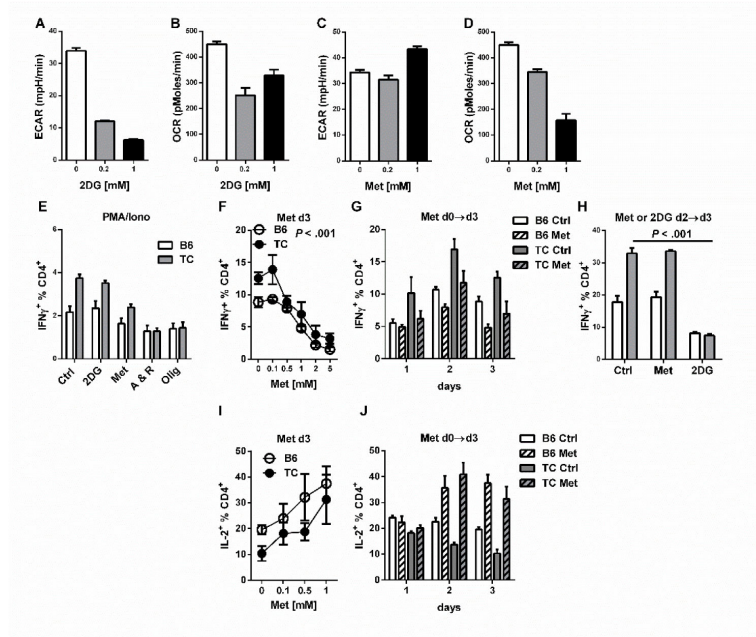 A
ECAR (mpH/min)
40
30
20
10
0
0 0.2 1
2DG [mM]
B
OCR (pMoles/min)
500
400
300
200
100
0
0 0.2 1
2DG [mM]
C
ECAR (mpH/min)
50
40
30
20
10
0
0 0.2 1
Met [mM]
D
OCR (pMoles/min)
500
400
300
200
100
0
0 0.2 1
Met [mM]
E
PMA/Iono
B6
TC
IFNγ⁺ % CD4⁺
6
4
2
0
Ctrl 2DG Met A & R Olig
F
Met d3
B6
TC
P < .001
IFNγ+ % CD4⁺
20
15
10
5
0
0 0.1 0.5 1 2 5
Met [mM]
G
Met d0→d3
B6 Ctrl
B6 Met
TC Ctrl
TC Met
IFNγ⁺ % CD4⁺
20
15
10
5
0
1 2 3
days
H
Met or 2DG d2→d3
P < .001
IFNγ⁺ % CD4⁺
40
30
20
10
0
Ctrl Met 2DG
I
Met d3
B6
TC
IL-2⁺ % CD4⁺
50
40
30
20
10
0
0 0.1 0.5 1
Met [mM]
J
Met d0→d3
B6 Ctrl
B6 Met
TC Ctrl
TC Met
IL-2⁺ % CD4⁺
50
40
30
20
10
0
1 2 3
days